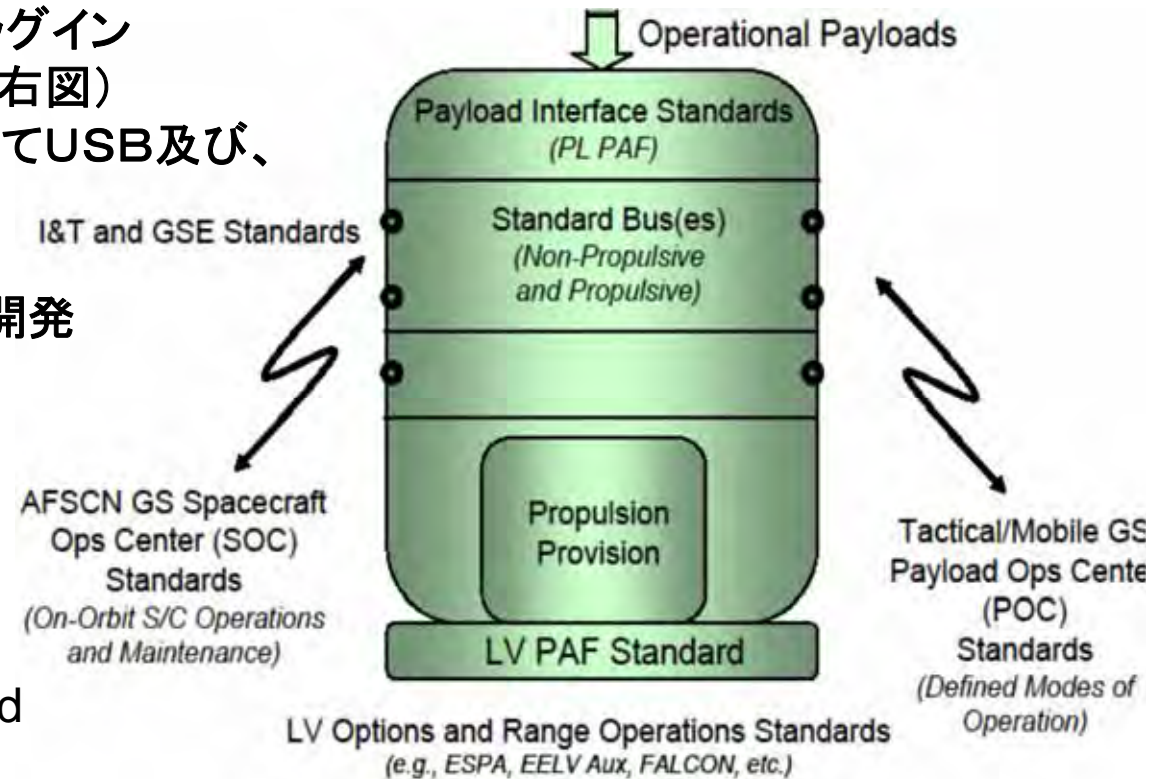 グイン
右図）
てＵＳＢ及び、
開発
d
Operational Payloads
Payload Interface Standards
(PL PAF)
I&T and GSE Standards
Standard Bus(es)
(Non-Propulsive
and Propulsive)
AFSCN GS Spacecraft
Ops Center (SOC)
Standards
(On-Orbit S/C Operations
and Maintenance)
Propulsion
Provision
Tactical/Mobile GS
Payload Ops Cente
(POC)
Standards
(Defined Modes of
Operation)
LV PAF Standard
LV Options and Range Operations Standards
(e.g., ESPA, EELV Aux, FALCON, etc.)